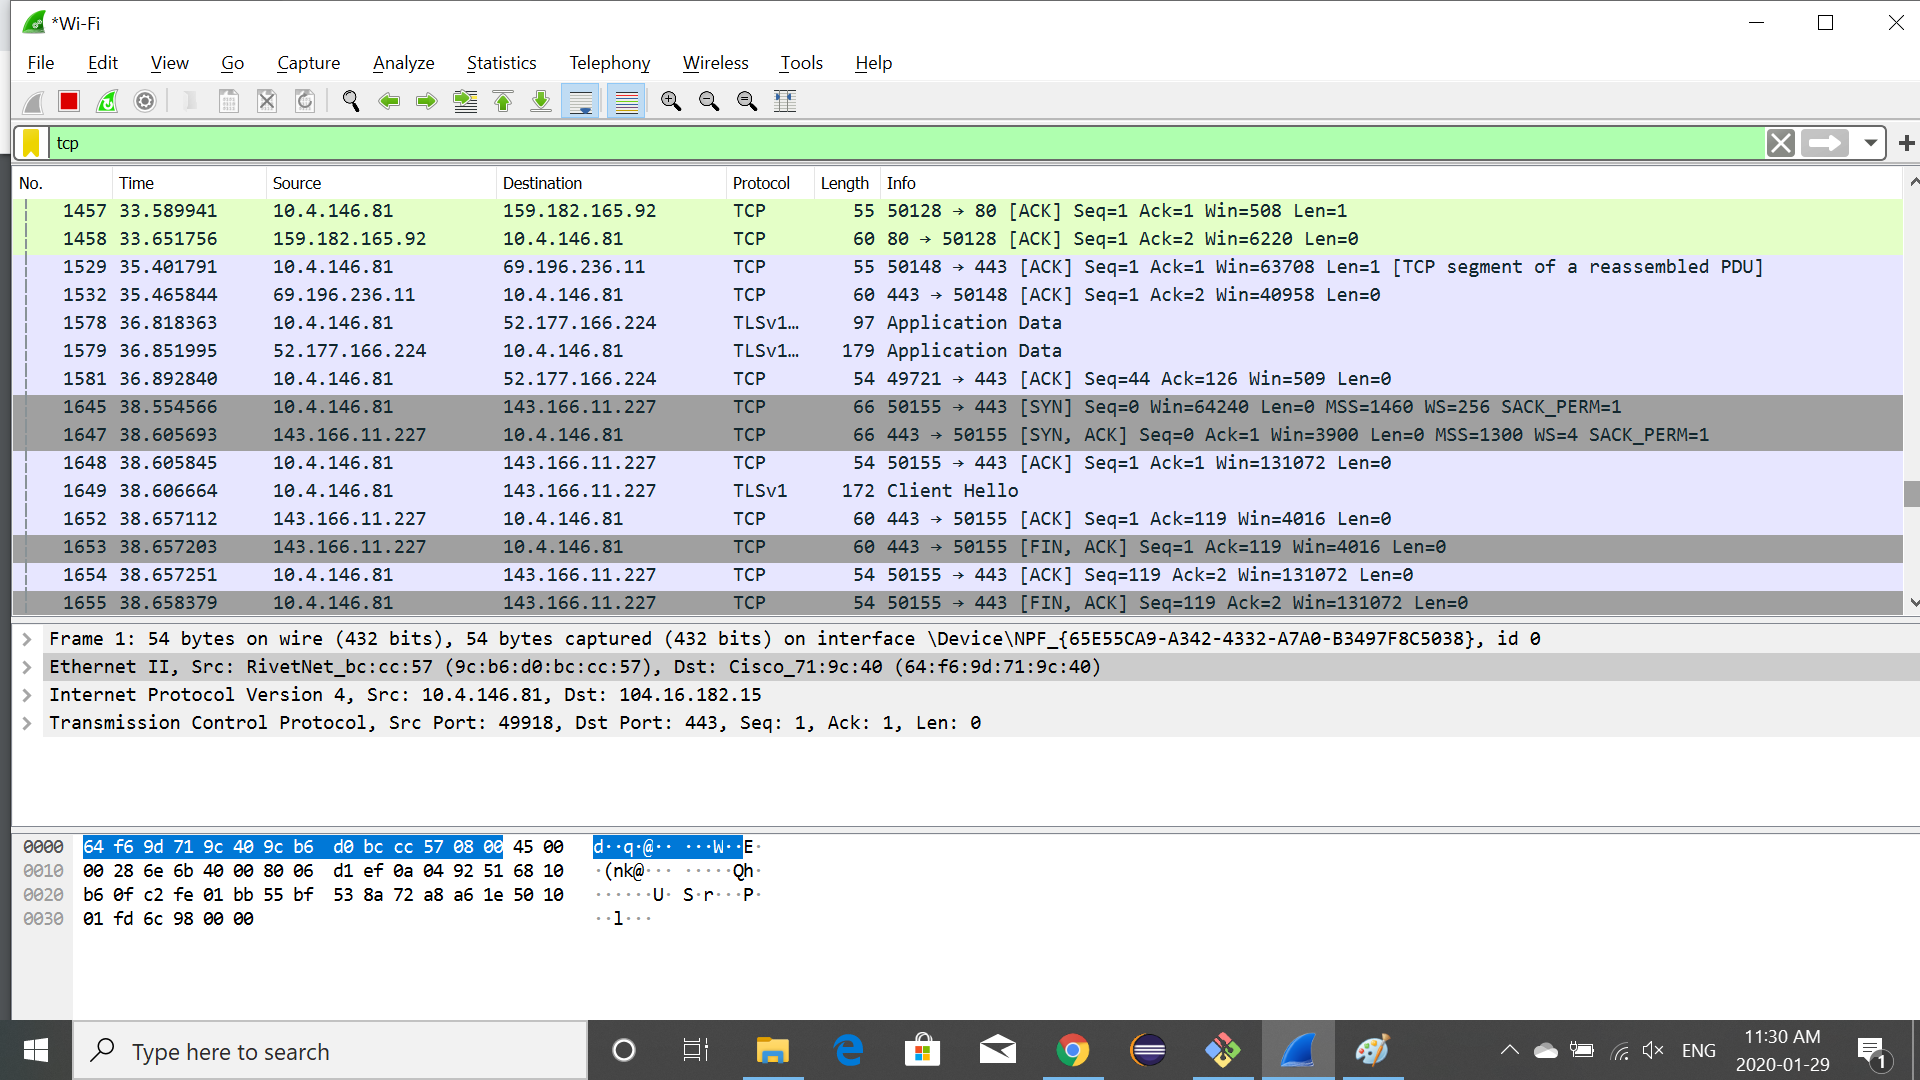 *Wi-Fi
File Edit View Go Capture Analyze Statistics Telephony Wireless Tools Help
tcp
No. Time Source Destination Protocol Length Info
1457 33.589941 10.4.146.81 159.182.165.92 TCP 55 50128 → 80 [ACK] Seq=1 Ack=1 Win=508 Len=1
1458 33.651756 159.182.165.92 10.4.146.81 TCP 60 80 → 50128 [ACK] Seq=1 Ack=2 Win=6220 Len=0
1529 35.401791 10.4.146.81 69.196.236.11 TCP 55 50148 → 443 [ACK] Seq=1 Ack=1 Win=63708 Len=1 [TCP segment of a reassembled PDU]
1532 35.465844 69.196.236.11 10.4.146.81 TCP 60 443 → 50148 [ACK] Seq=1 Ack=2 Win=40958 Len=0
1578 36.818363 10.4.146.81 52.177.166.224 TLSv1… 97 Application Data
1579 36.851995 52.177.166.224 10.4.146.81 TLSv1… 179 Application Data
1581 36.892840 10.4.146.81 52.177.166.224 TCP 54 49721 → 443 [ACK] Seq=44 Ack=126 Win=509 Len=0
1645 38.554566 10.4.146.81 143.166.11.227 TCP 66 50155 → 443 [SYN] Seq=0 Win=64240 Len=0 MSS=1460 WS=256 SACK_PERM=1
1647 38.605693 143.166.11.227 10.4.146.81 TCP 66 443 → 50155 [SYN, ACK] Seq=0 Ack=1 Win=3900 Len=0 MSS=1300 WS=4 SACK_PERM=1
1648 38.605845 10.4.146.81 143.166.11.227 TCP 54 50155 → 443 [ACK] Seq=1 Ack=1 Win=131072 Len=0
1649 38.606664 10.4.146.81 143.166.11.227 TLSv1 172 Client Hello
1652 38.657112 143.166.11.227 10.4.146.81 TCP 60 443 → 50155 [ACK] Seq=1 Ack=119 Win=4016 Len=0
1653 38.657203 143.166.11.227 10.4.146.81 TCP 60 443 → 50155 [FIN, ACK] Seq=1 Ack=119 Win=4016 Len=0
1654 38.657251 10.4.146.81 143.166.11.227 TCP 54 50155 → 443 [ACK] Seq=119 Ack=2 Win=131072 Len=0
1655 38.658379 10.4.146.81 143.166.11.227 TCP 54 50155 → 443 [FIN, ACK] Seq=119 Ack=2 Win=131072 Len=0
Frame 1: 54 bytes on wire (432 bits), 54 bytes captured (432 bits) on interface \Device\NPF_{65E55CA9-A342-4332-A7A0-B3497F8C5038}, id 0
Ethernet II, Src: RivetNet_bc:cc:57 (9c:b6:d0:bc:cc:57), Dst: Cisco_71:9c:40 (64:f6:9d:71:9c:40)
Internet Protocol Version 4, Src: 10.4.146.81, Dst: 104.16.182.15
Transmission Control Protocol, Src Port: 49918, Dst Port: 443, Seq: 1, Ack: 1, Len: 0
0000 64 f6 9d 71 9c 40 9c b6 d0 bc cc 57 08 00 45 00 d··q·@·· ···W··E·
0010 00 28 6e 6b 40 00 80 06 d1 ef 0a 04 92 51 68 10 ·(nk@··· ·····Qh·
0020 b6 0f c2 fe 01 bb 55 bf 53 8a 72 a8 a6 1e 50 10 ······U· S·r···P·
0030 01 fd 6c 98 00 00 ··l···
Type here to search
ENG
11:30 AM
2020-01-29
1